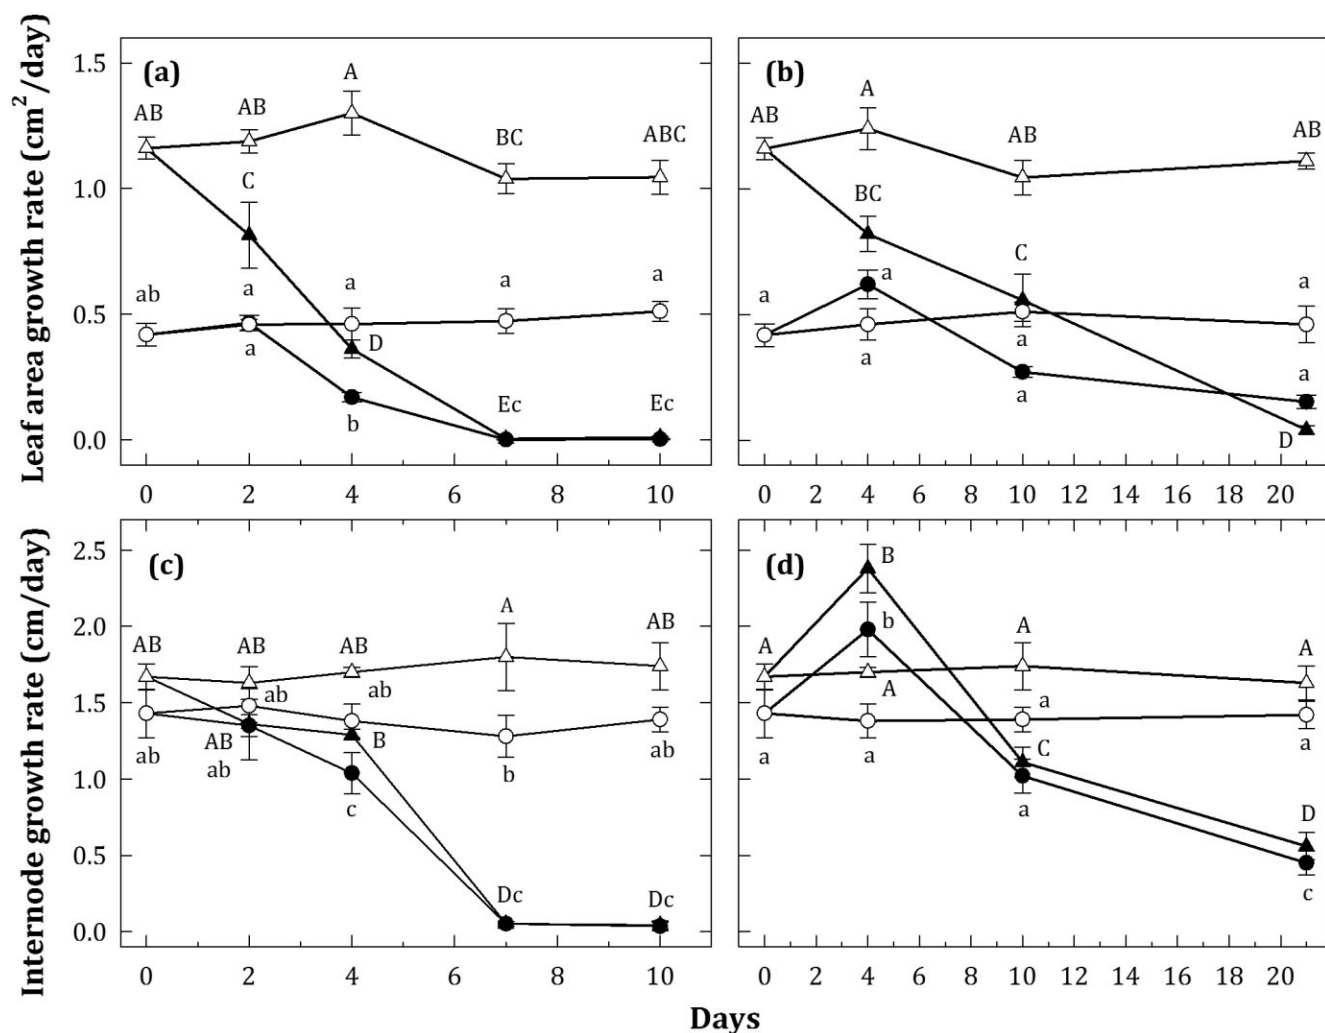 Leaf area growth rate (cm²/day)
(a)
(b)
1.5
1.0
0.5
0.0
AB
AB
A
BC
ABC
C
D
ab
a
a
a
a
a
b
Ec
Ec
0 2 4 6 8 10
AB
A
AB
AB
BC
C
D
a
a
a
a
a
a
a
0 2 4 6 8 10 12 14 16 18 20
Internode growth rate (cm/day)
(c)
(d)
2.5
2.0
1.5
1.0
0.5
0.0
AB
AB
AB
A
AB
ab
ab
ab
AB
ab
B
c
b
ab
Dc
Dc
0 2 4 6 8 10
B
b
A
A
A
A
a
a
a
a
C
a
D
c
0 2 4 6 8 10 12 14 16 18 20
Days